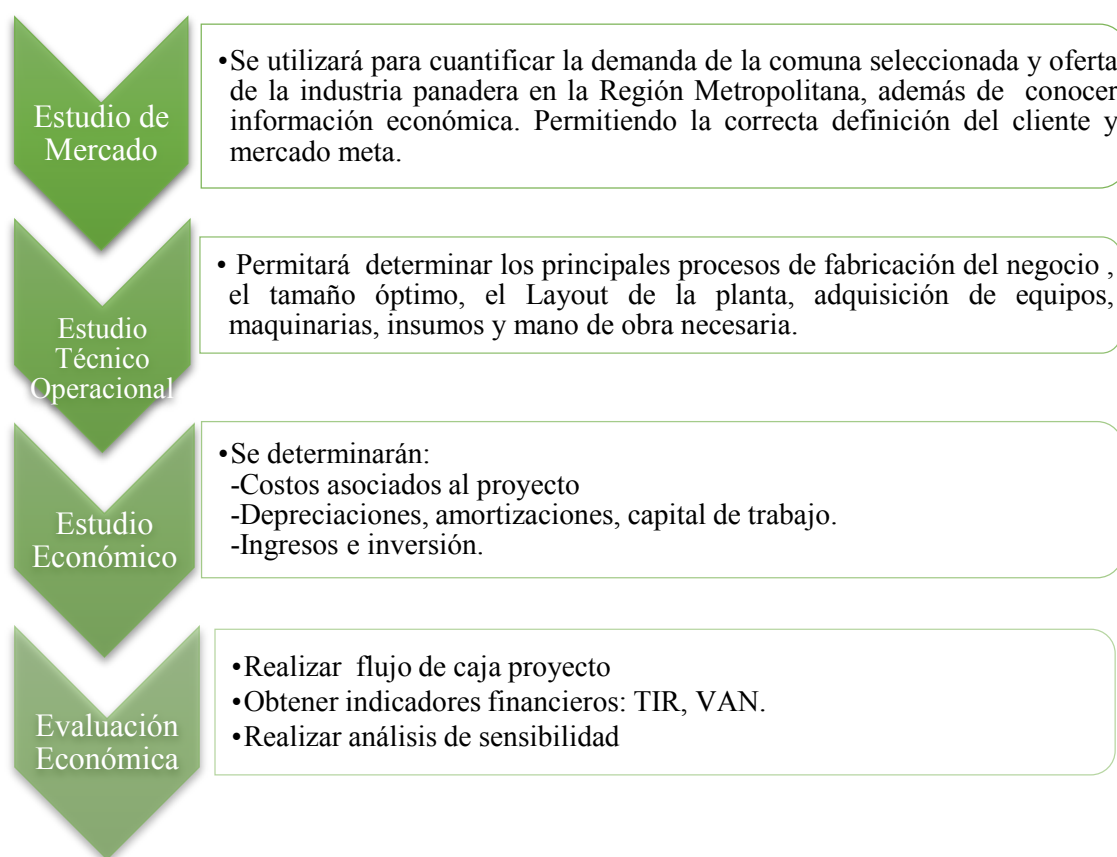 Estudio de
Mercado
•Se utilizará para cuantificar la demanda de la comuna seleccionada y oferta
de la industria panadera en la Región Metropolitana, además de conocer
información económica. Permitiendo la correcta definición del cliente y
mercado meta.
Estudio
Técnico
Operacional
• Permitará determinar los principales procesos de fabricación del negocio ,
el tamaño óptimo, el Layout de la planta, adquisición de equipos,
maquinarias, insumos y mano de obra necesaria.
Estudio
Económico
•Se determinarán:
-Costos asociados al proyecto
-Depreciaciones, amortizaciones, capital de trabajo.
-Ingresos e inversión.
Evaluación
Económica
•Realizar flujo de caja proyecto
•Obtener indicadores financieros: TIR, VAN.
•Realizar análisis de sensibilidad